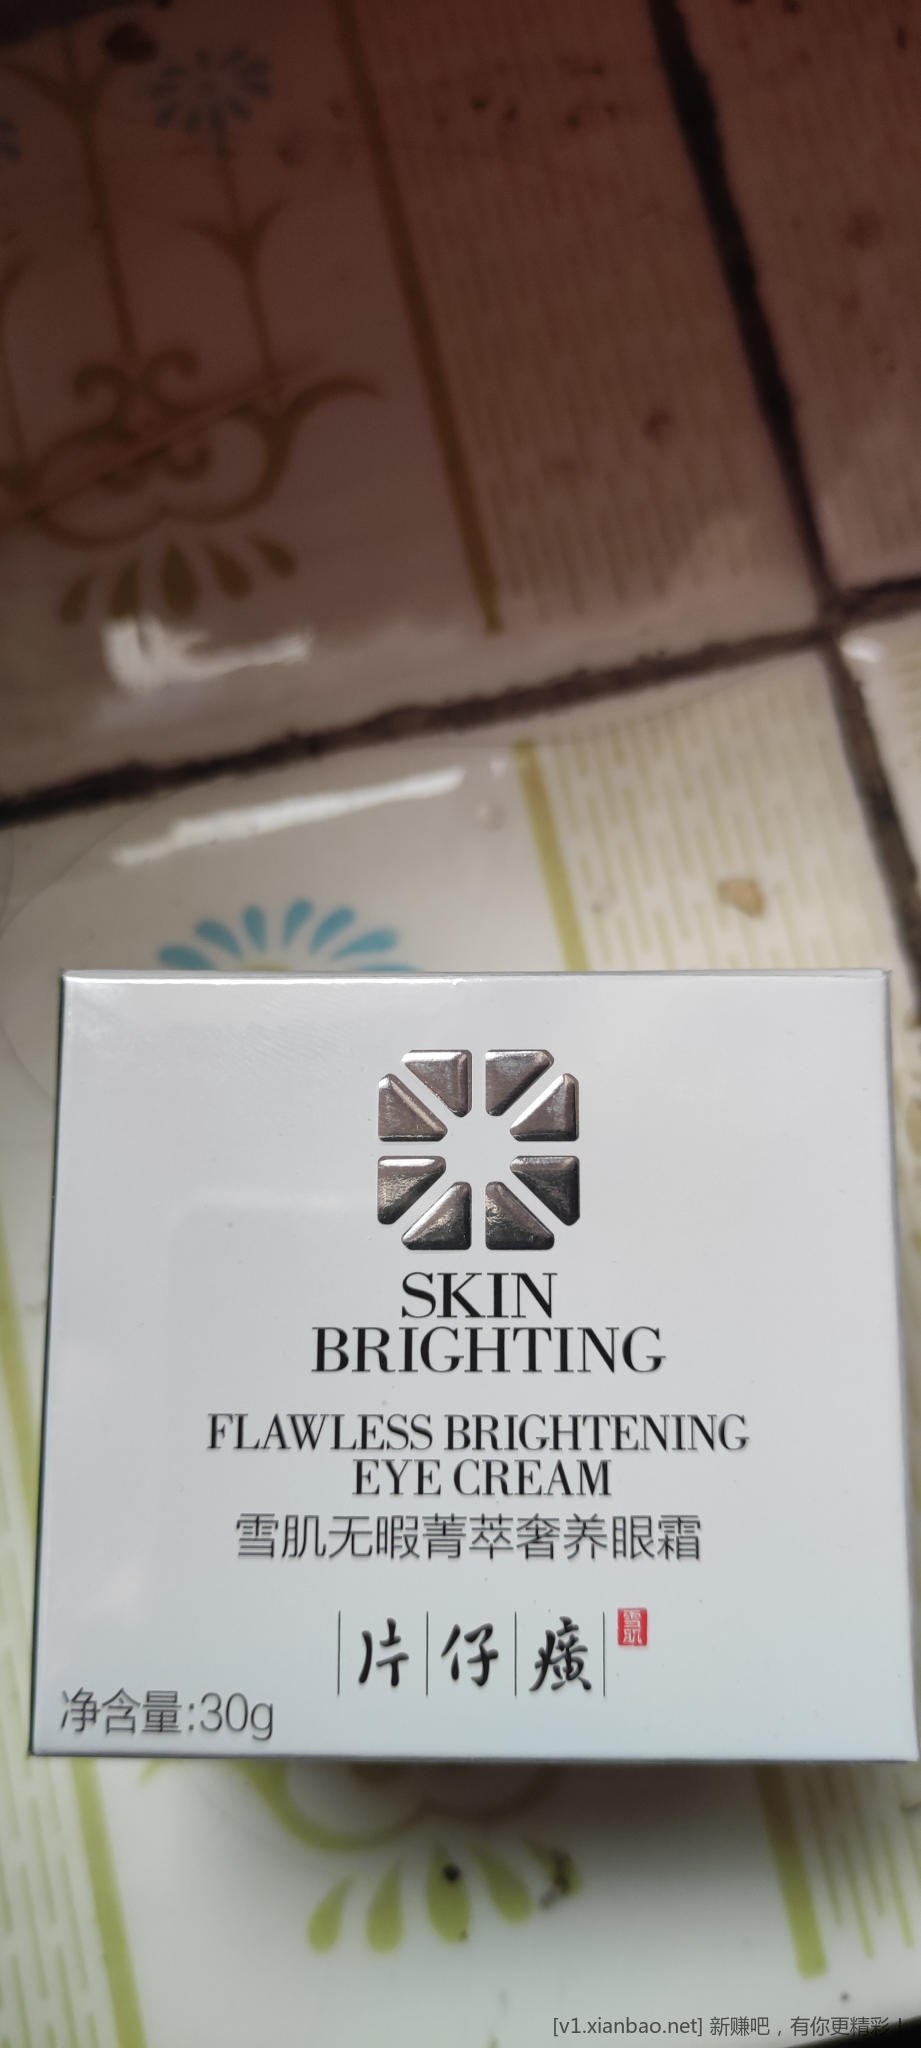 SKIN
BRIGHTING
FLAWLESS BRIGHTENING
EYE CREAM
雪肌无暇菁萃奢养眼霜
雪肌
片仔癀
净含量:30g
[v1.xianbao.net] 新赚吧，有你更精彩！